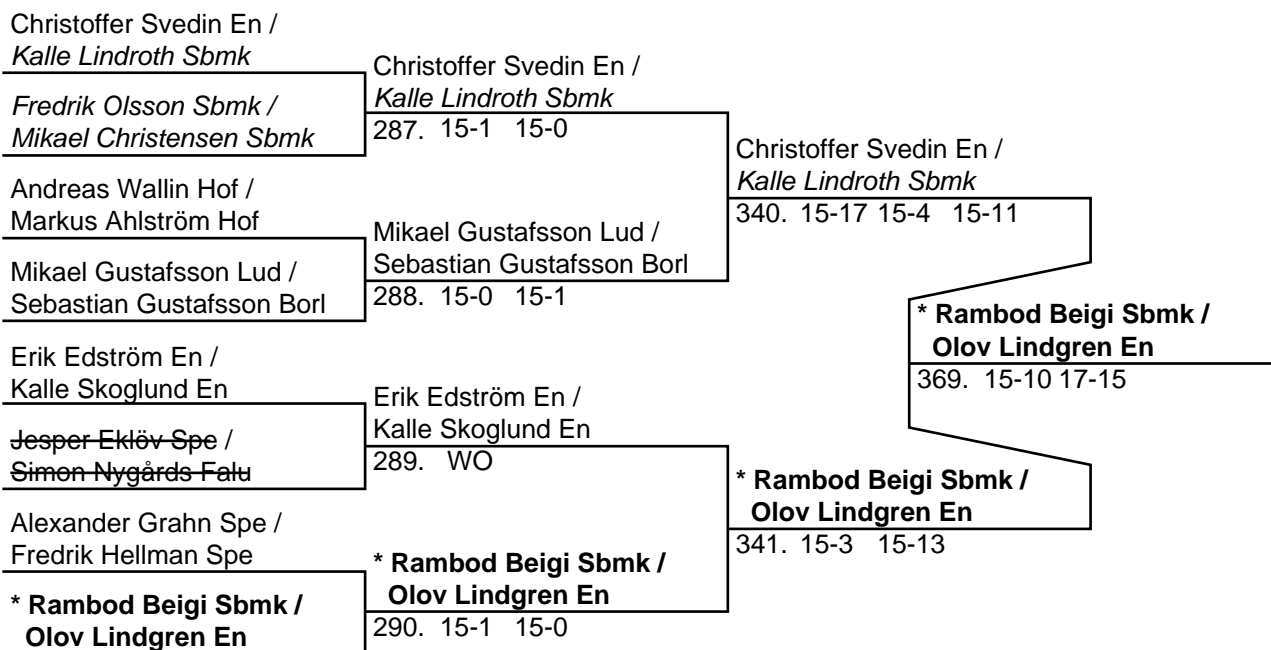 Christoffer Svedin En /
Kalle Lindroth Sbmk
Fredrik Olsson Sbmk /
Mikael Christensen Sbmk
Andreas Wallin Hof /
Markus Ahlström Hof
Mikael Gustafsson Lud /
Sebastian Gustafsson Borl
Erik Edström En /
Kalle Skoglund En
Jesper Eklöv Spe /
Simon Nygårds Falu
Alexander Grahn Spe /
Fredrik Hellman Spe
* Rambod Beigi Sbmk /
Olov Lindgren En
Christoffer Svedin En /
Kalle Lindroth Sbmk
287. 15-1 15-0
Mikael Gustafsson Lud /
Sebastian Gustafsson Borl
288. 15-0 15-1
Erik Edström En /
Kalle Skoglund En
289. WO
* Rambod Beigi Sbmk /
Olov Lindgren En
290. 15-1 15-0
Christoffer Svedin En /
Kalle Lindroth Sbmk
340. 15-17 15-4 15-11
* Rambod Beigi Sbmk /
Olov Lindgren En
341. 15-3 15-13
* Rambod Beigi Sbmk /
Olov Lindgren En
369. 15-10 17-15